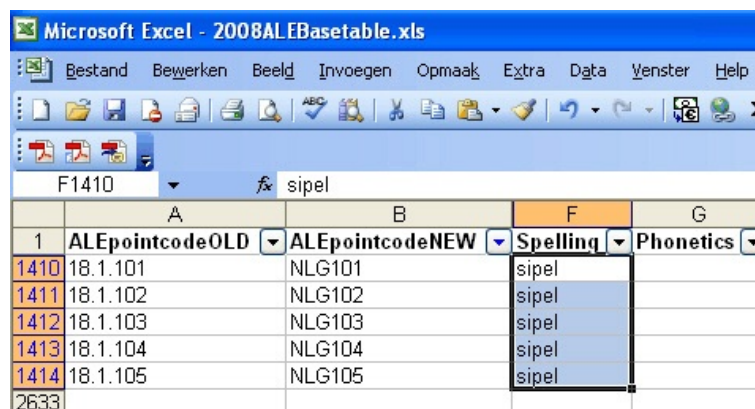 Microsoft Excel - 2008ALEBasetable.xls
Bestand Bewerken Beeld Invoegen Opmaak Extra Data Venster Help
ABC
F1410 fx sipel
A B F G
1 ALEpointcodeOLD ALEpointcodeNEW Spelling Phonetics
1410 18.1.101 NLG101 sipel
1411 18.1.102 NLG102 sipel
1412 18.1.103 NLG103 sipel
1413 18.1.104 NLG104 sipel
1414 18.1.105 NLG105 sipel
2633